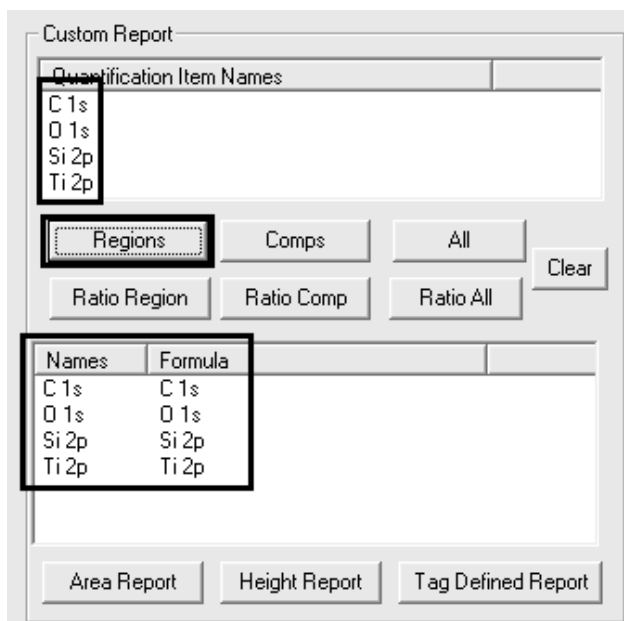 Custom Report
Quantification Item Names
C 1s
O 1s
Si 2p
Ti 2p
Regions Comps All
Clear
Ratio Region Ratio Comp Ratio All
Names Formula
C 1s C 1s
O 1s O 1s
Si 2p Si 2p
Ti 2p Ti 2p
Area Report Height Report Tag Defined Report